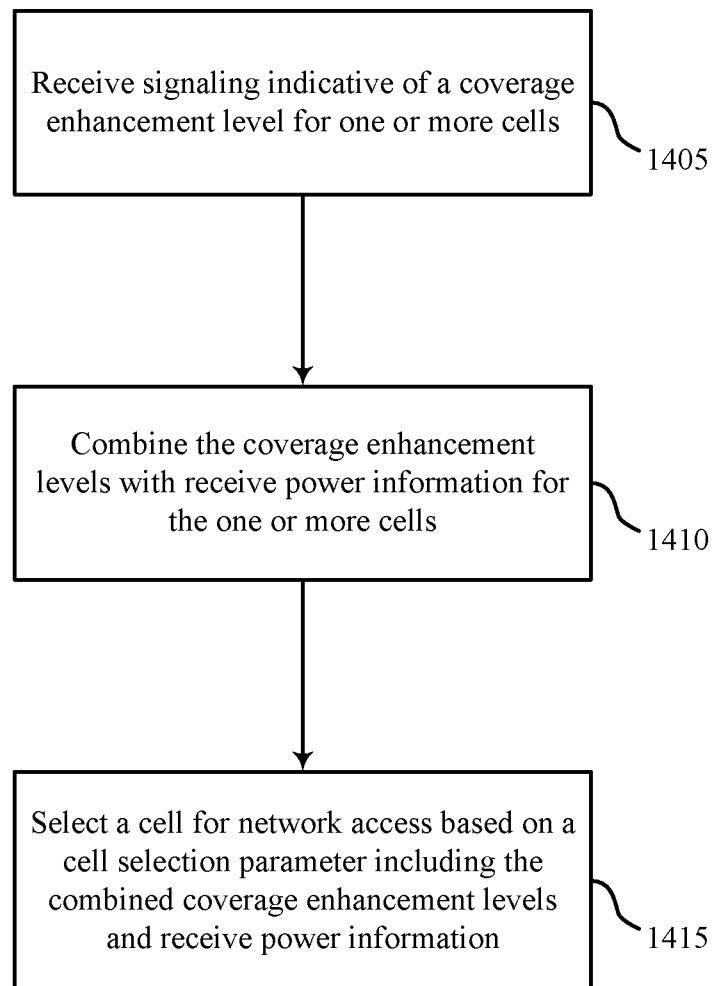 Receive signaling indicative of a coverage
enhancement level for one or more cells
1405
Combine the coverage enhancement
levels with receive power information for
the one or more cells
1410
Select a cell for network access based on a
cell selection parameter including the
combined coverage enhancement levels
and receive power information
1415